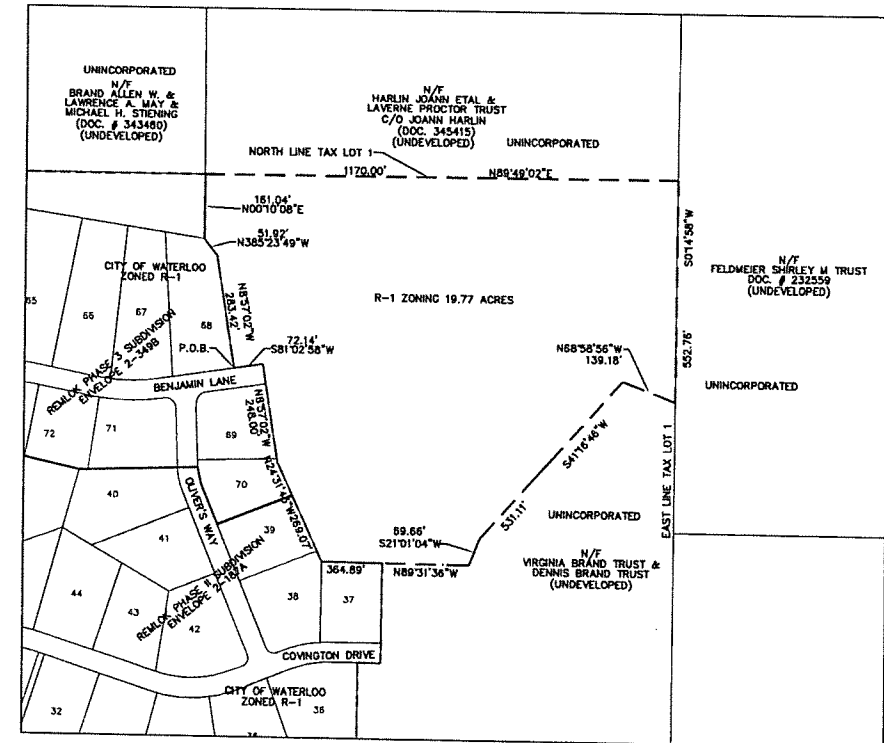 UNINCORPORATED
N/F
BRAND ALLEN W. &
LAWRENCE A. MAY &
MICHAEL H. STIENING
(DOC. # 343460)
(UNDEVELOPED)
N/F
HARLIN JOANN ETAL &
LAVERNE PROCTOR TRUST
C/O JOANN HARLIN
(DOC. 345415)
(UNDEVELOPED)
UNINCORPORATED
NORTH LINE TAX LOT 1
1170.00'
N89°49'02"E
161.04'
N00°10'08"E
51.92'
N385°23'49"W
S0°14'58"W
552.76'
N/F
FELDMEIER SHIRLEY M TRUST
DOC. # 232559
(UNDEVELOPED)
CITY OF WATERLOO
ZONED R-1
R-1 ZONING 19.77 ACRES
65
66
67
68
N8°57'02"W
283.42'
REMLOK PHASE 3 SUBDIVISION
ENVELOPE 2-349B
P.O.B.
72.14'
S81°02'58"W
N68°58'56"W
139.18'
BENJAMIN LANE
UNINCORPORATED
N8°57'02"W
248.00'
72
71
69
S41°16'46"W
531.11'
EAST LINE TAX LOT 1
70
N24°31'45"W
269.07'
40
OLIVER'S WAY
41
39
UNINCORPORATED
69.66'
S21°01'04"W
N/F
VIRGINIA BRAND TRUST &
DENNIS BRAND TRUST
(UNDEVELOPED)
364.89'
N89°31'36"W
REMLOK PHASE II SUBDIVISION
ENVELOPE 2-182A
44
43
42
38
37
COVINGTON DRIVE
CITY OF WATERLOO
ZONED R-1
32
36